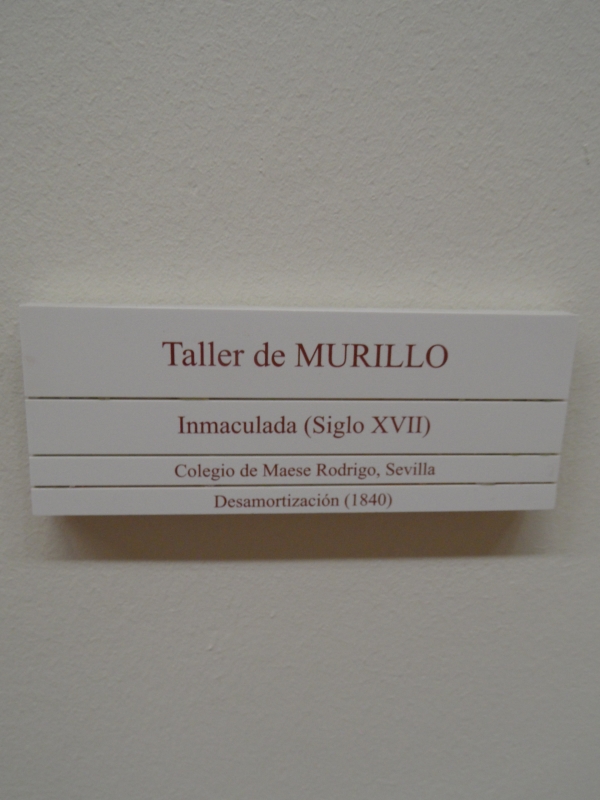 Taller de MURILLO
Inmaculada (Siglo XVII)
Colegio de Maese Rodrigo, Sevilla
Desamortización (1840)